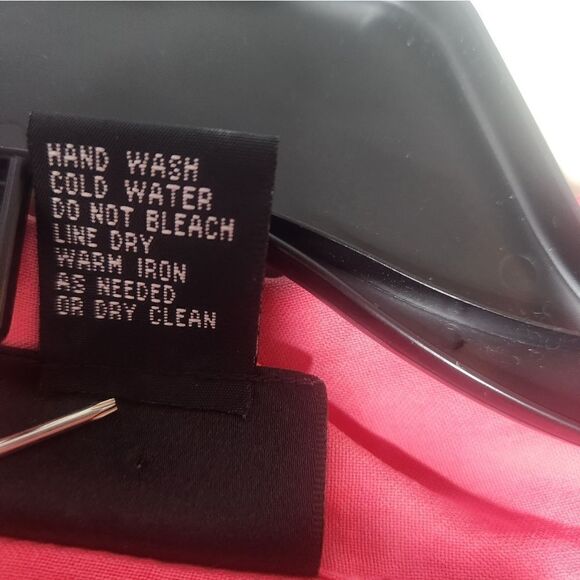 HAND WASH
COLD WATER
DO NOT BLEACH
LINE DRY
WARM IRON
AS NEEDED
OR DRY CLEAN